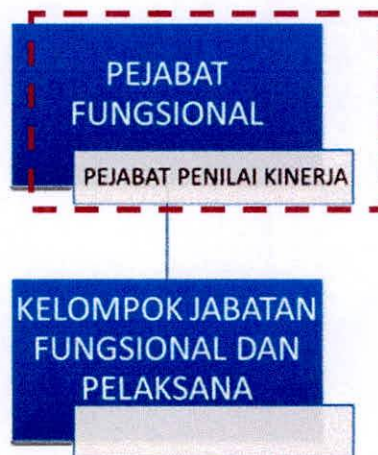 PEJABAT
FUNGSIONAL
PEJABAT PENILAI KINERJA
KELOMPOK JABATAN
FUNGSIONAL DAN
PELAKSANA